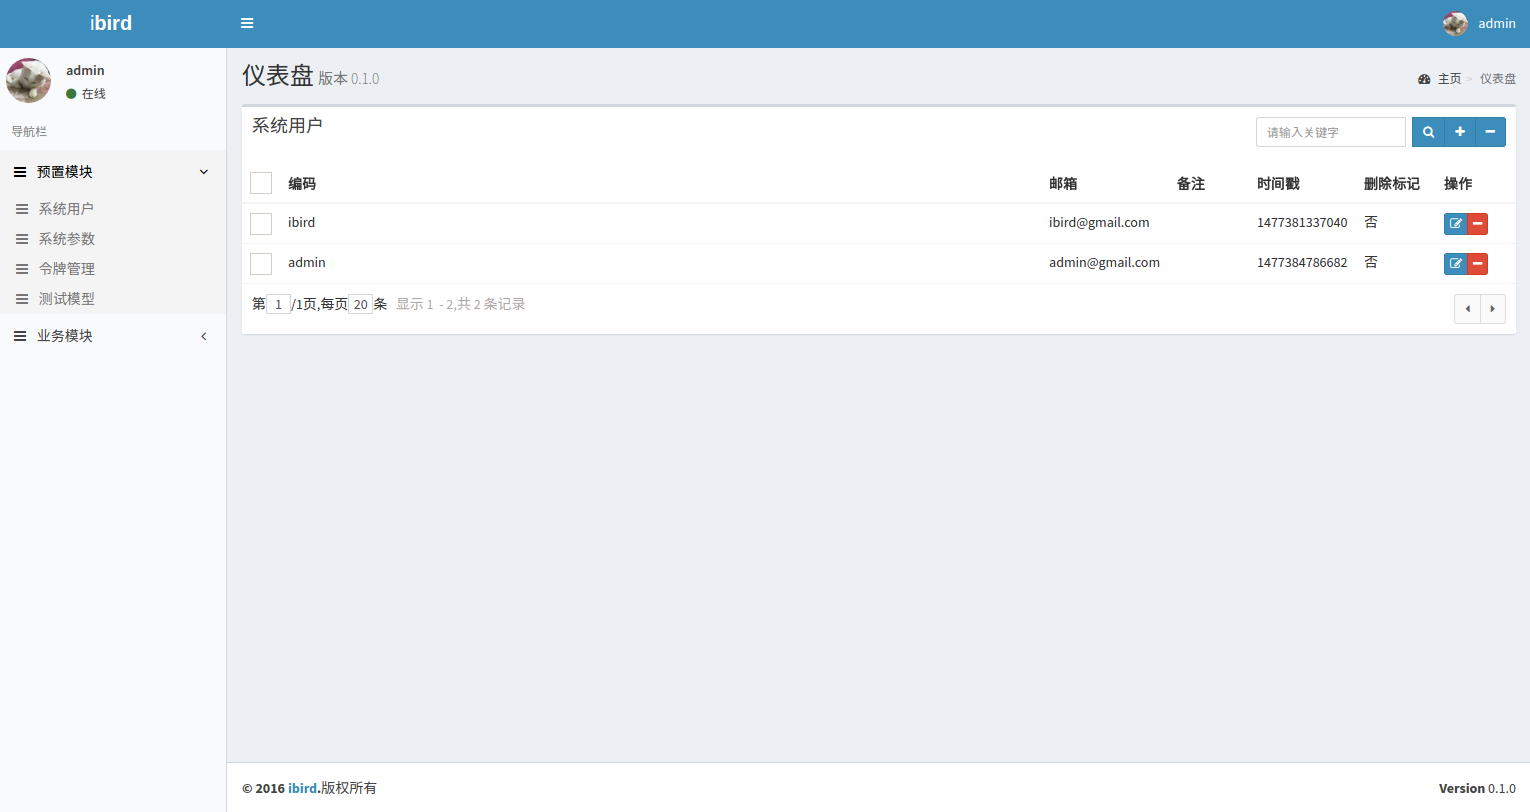 ibird
admin
admin
在线
导航栏
预置模块
系统用户
系统参数
令牌管理
测试模型
业务模块
仪表盘 版本 0.1.0
主页 > 仪表盘
系统用户
请输入关键字
编码 邮箱 备注 时间戳 删除标记 操作
ibird ibird@gmail.com 1477381337040 否
admin admin@gmail.com 1477384786682 否
第 1 /1页,每页 20 条 显示 1 - 2,共 2 条记录
© 2016 ibird.版权所有
Version 0.1.0